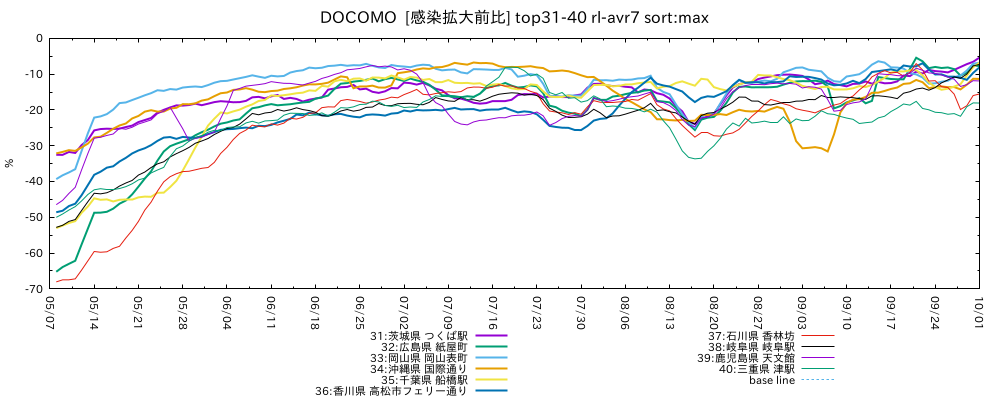 DOCOMO [感染拡大前比] top31-40 rl-avr7 sort:max
0
-10
-20
-30
-40
-50
-60
-70
%
05/07
05/14
05/21
05/28
06/04
06/11
06/18
06/25
07/02
07/09
07/16
07/23
07/30
08/06
08/13
08/20
08/27
09/03
09/10
09/17
09/24
10/01
31:茨城県 つくば駅
32:広島県 紙屋町
33:岡山県 岡山表町
34:沖縄県 国際通り
35:千葉県 船橋駅
36:香川県 高松市フェリー通り
37:石川県 香林坊
38:岐阜県 岐阜駅
39:鹿児島県 天文館
40:三重県 津駅
base line